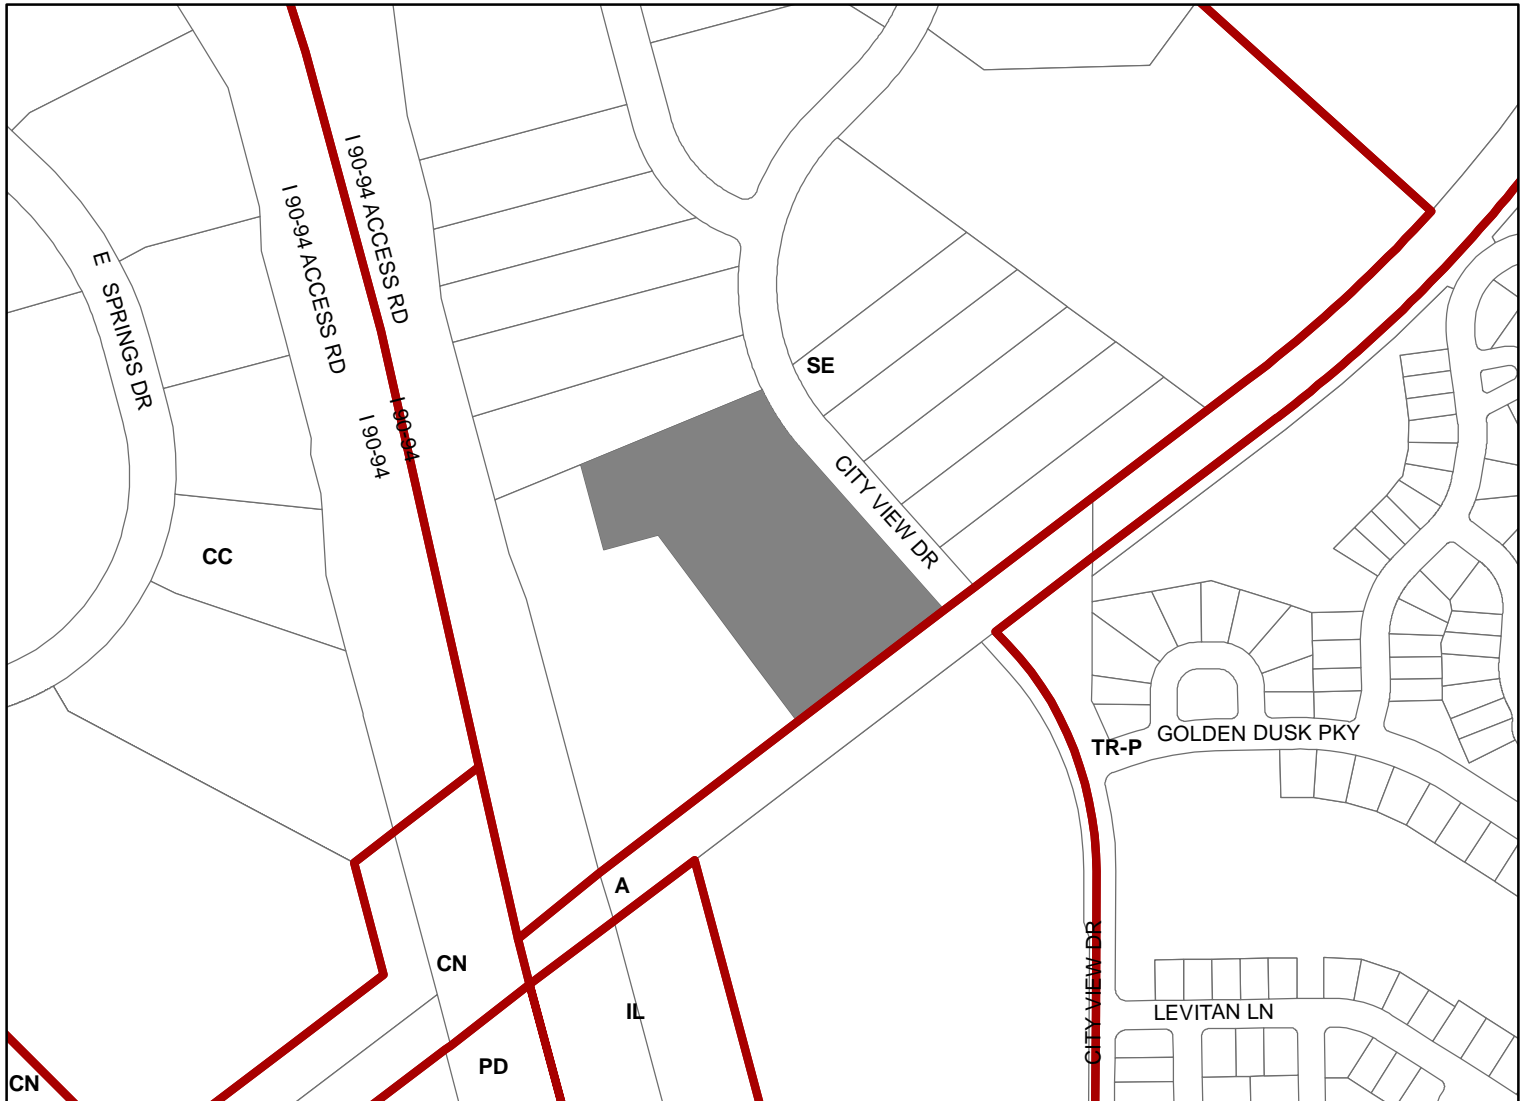 I 90-94 ACCESS RD
I 90-94 ACCESS RD
E SPRINGS DR
SE
I 90-94
I 90-94
CITY VIEW DR
CC
GOLDEN DUSK PKY
TR-P
A
CITY VIEW DR
CN
IL
LEVITAN LN
PD
CN